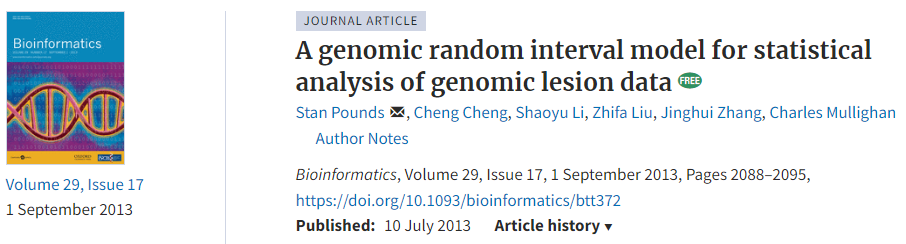 Bioinformatics
Volume 29, Issue 17
1 September 2013
JOURNAL ARTICLE
A genomic random interval model for statistical
analysis of genomic lesion data FREE
Stan Pounds , Cheng Cheng, Shaoyu Li, Zhifa Liu, Jinghui Zhang, Charles Mullighan
Author Notes
Bioinformatics, Volume 29, Issue 17, 1 September 2013, Pages 2088–2095,
https://doi.org/10.1093/bioinformatics/btt372
Published: 10 July 2013 Article history ▾